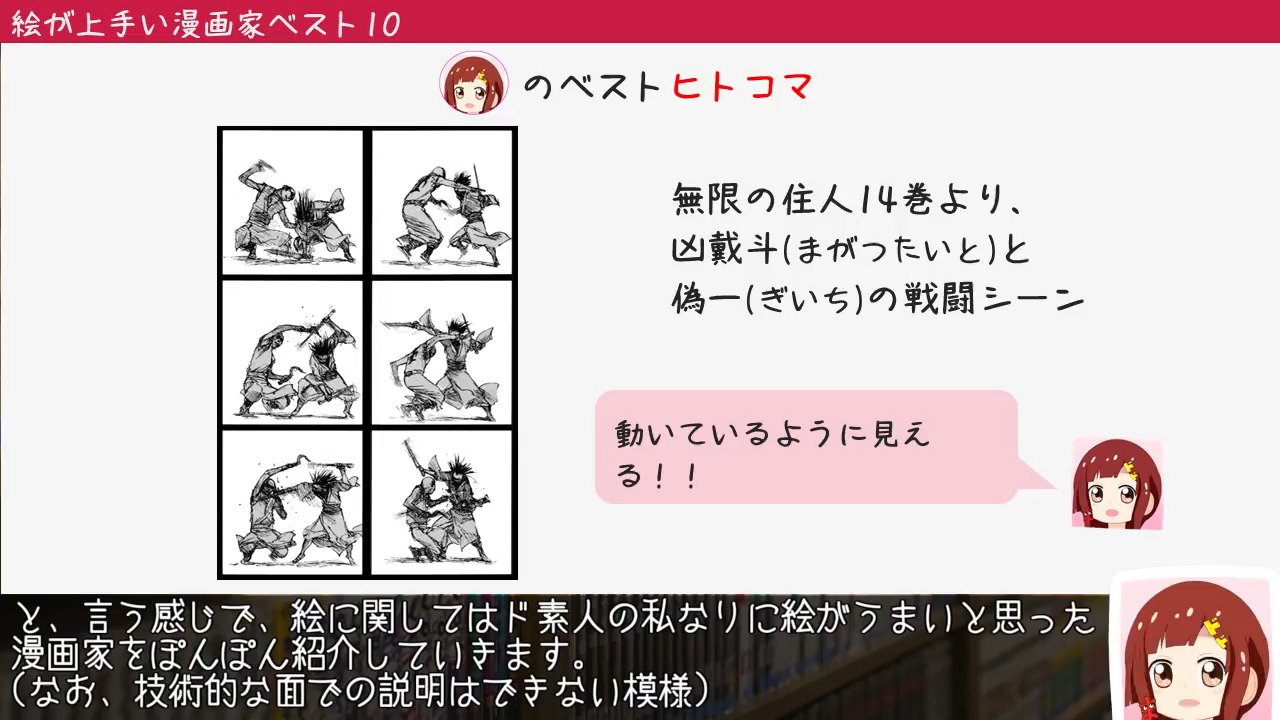 絵が上手い漫画家ベスト10
のベストヒトコマ
無限の住人14巻より、
凶戴斗(まがつたいと)と
偽一(ぎいち)の戦闘シーン
動いているように見え
る！！
と、言う感じで、絵に関してはド素人の私なりに絵がうまいと思った
漫画家をぽんぽん紹介していきます。
（なお、技術的な面での説明はできない模様）